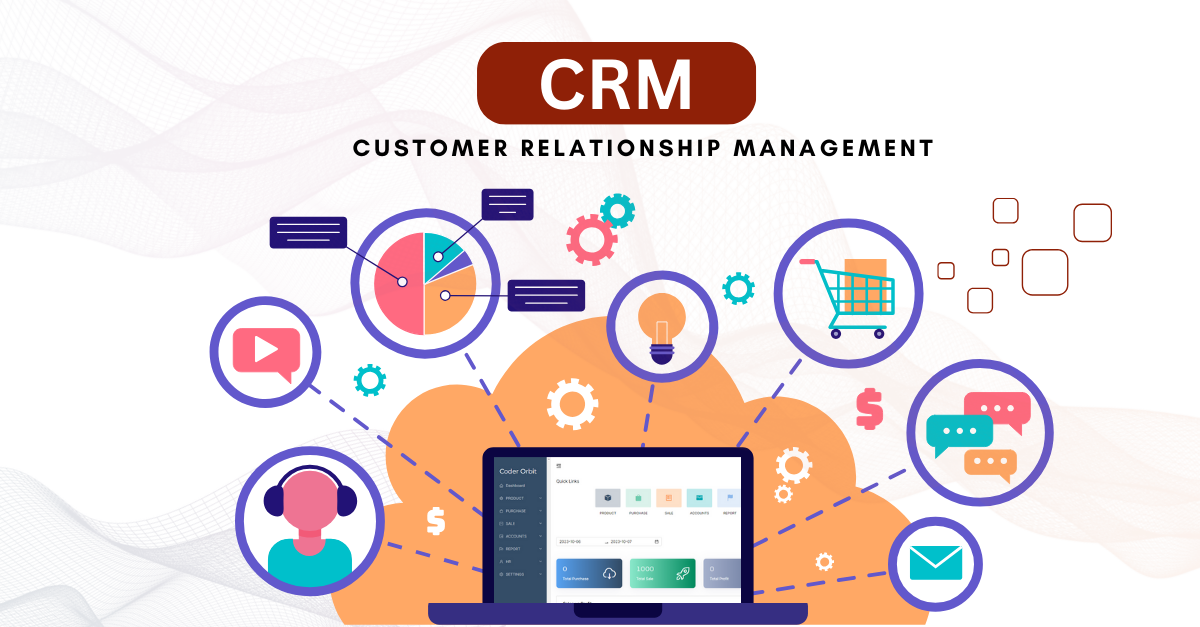 CRM
CUSTOMER RELATIONSHIP MANAGEMENT
Coder Orbit
Dashboard
PRODUCT
PURCHASE
SALE
ACCOUNTS
REPORT
HR
SETTINGS
Quick Links
PRODUCT PURCHASE SALE ACCOUNTS REPORT
2023-10-06 2023-10-07
0 1000 0
Total Purchase Total Sale Total Profit